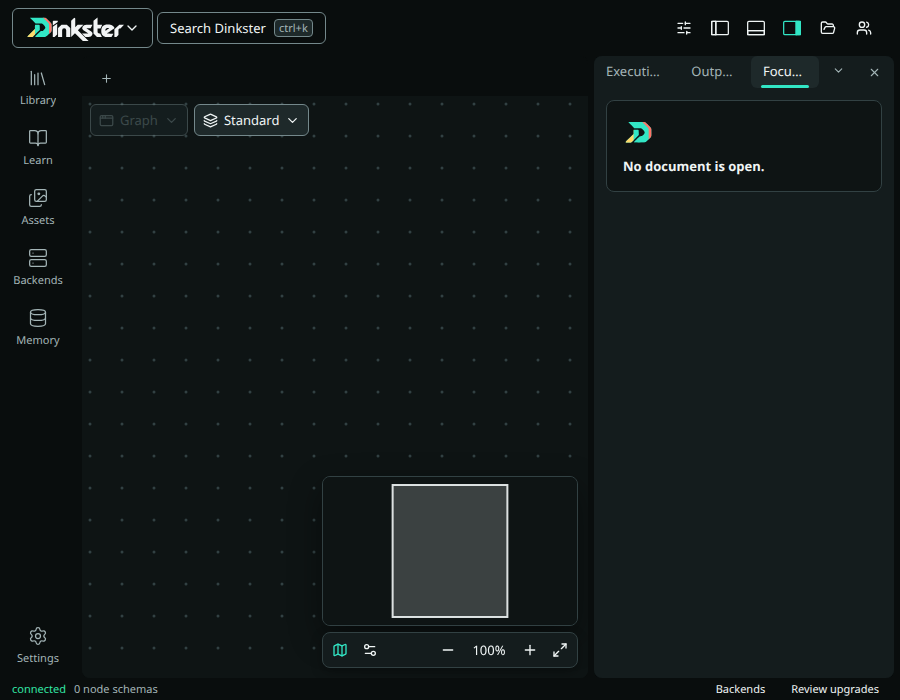 Dinkster
Search Dinkster ctrl+k
Library
Learn
Assets
Backends
Memory
Settings
Graph
Standard
Executi...
Outp...
Focu...
No document is open.
100%
connected 0 node schemas
Backends
Review upgrades